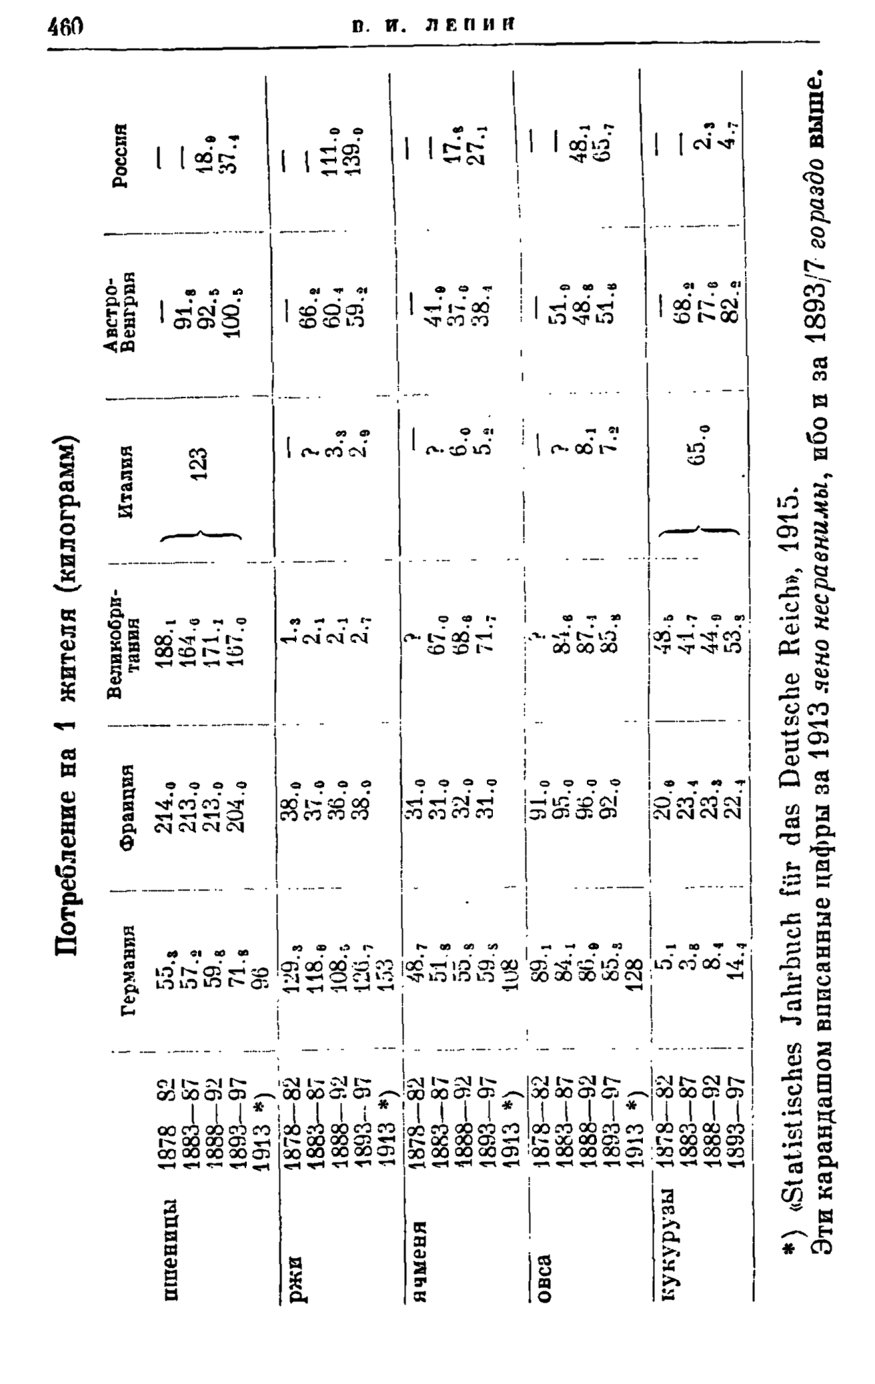 460
В. И. ЛЕНИН
Потребление на 1 жителя (килограмм)
Германия Франция Великобри-тания Италия Австро-Венгрия Россия
пшеницы 1878 82 55.8 214.0 188.1 —  —
1883—87 57.2 213.0 164.6 91.8 —
1888—92 59.8 213.0 171.1 123 92.5 18.9
1893—97 71.8 204.0 167.0 100.5 37.4
1913 *) 96
ржи 1878—82 129.3 38.0 1.3 — — —
1883—87 118.6 37.0 2.1 ? 66.2 —
1888—92 108.5 36.0 2.1 3.3 60.4 111.0
1893—97 126.7 38.0 2.7 2.9 59.2 139.0
1913 *) 153
ячменя 1878—82 48.7 31.0 ? — — —
1883—87 51.8 31.0 67.0 ? 41.9 —
1888—92 55.8 32.0 68.6 6.0 37.6 17.8
1893—97 59.8 31.0 71.7 5.2 38.4 27.1
1913 *) 108
овса 1878—82 89.1 91.0 ? — — —
1883—87 84.1 95.0 84.6 ? 51.9 —
1888—92 86.9 96.0 87.4 8.1 48.8 48.1
1893—97 85.3 92.0 85.8 7.2 51.6 65.7
1913 *) 128
кукурузы 1878—82 5.1 20.6 48.5 — —
1883—87 3.8 23.4 41.7 68.2 —
1888—92 8.4 23.3 44.9 65.0 77.6 2.3
1893—97 14.4 22.4 53.8 82.2 4.7
*) «Statistisches Jahrbuch für das Deutsche Reich», 1915.
Эти карандашом вписанные цифры за 1913 явно несравнимы, ибо и за 1893/7 гораздо выше.